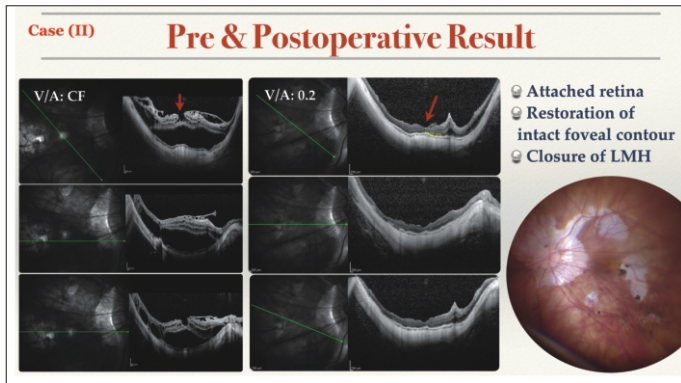 Case (II)
Pre & Postoperative Result
V/A: CF
V/A: 0.2
Attached retina
Restoration of
intact foveal contour
Closure of LMH